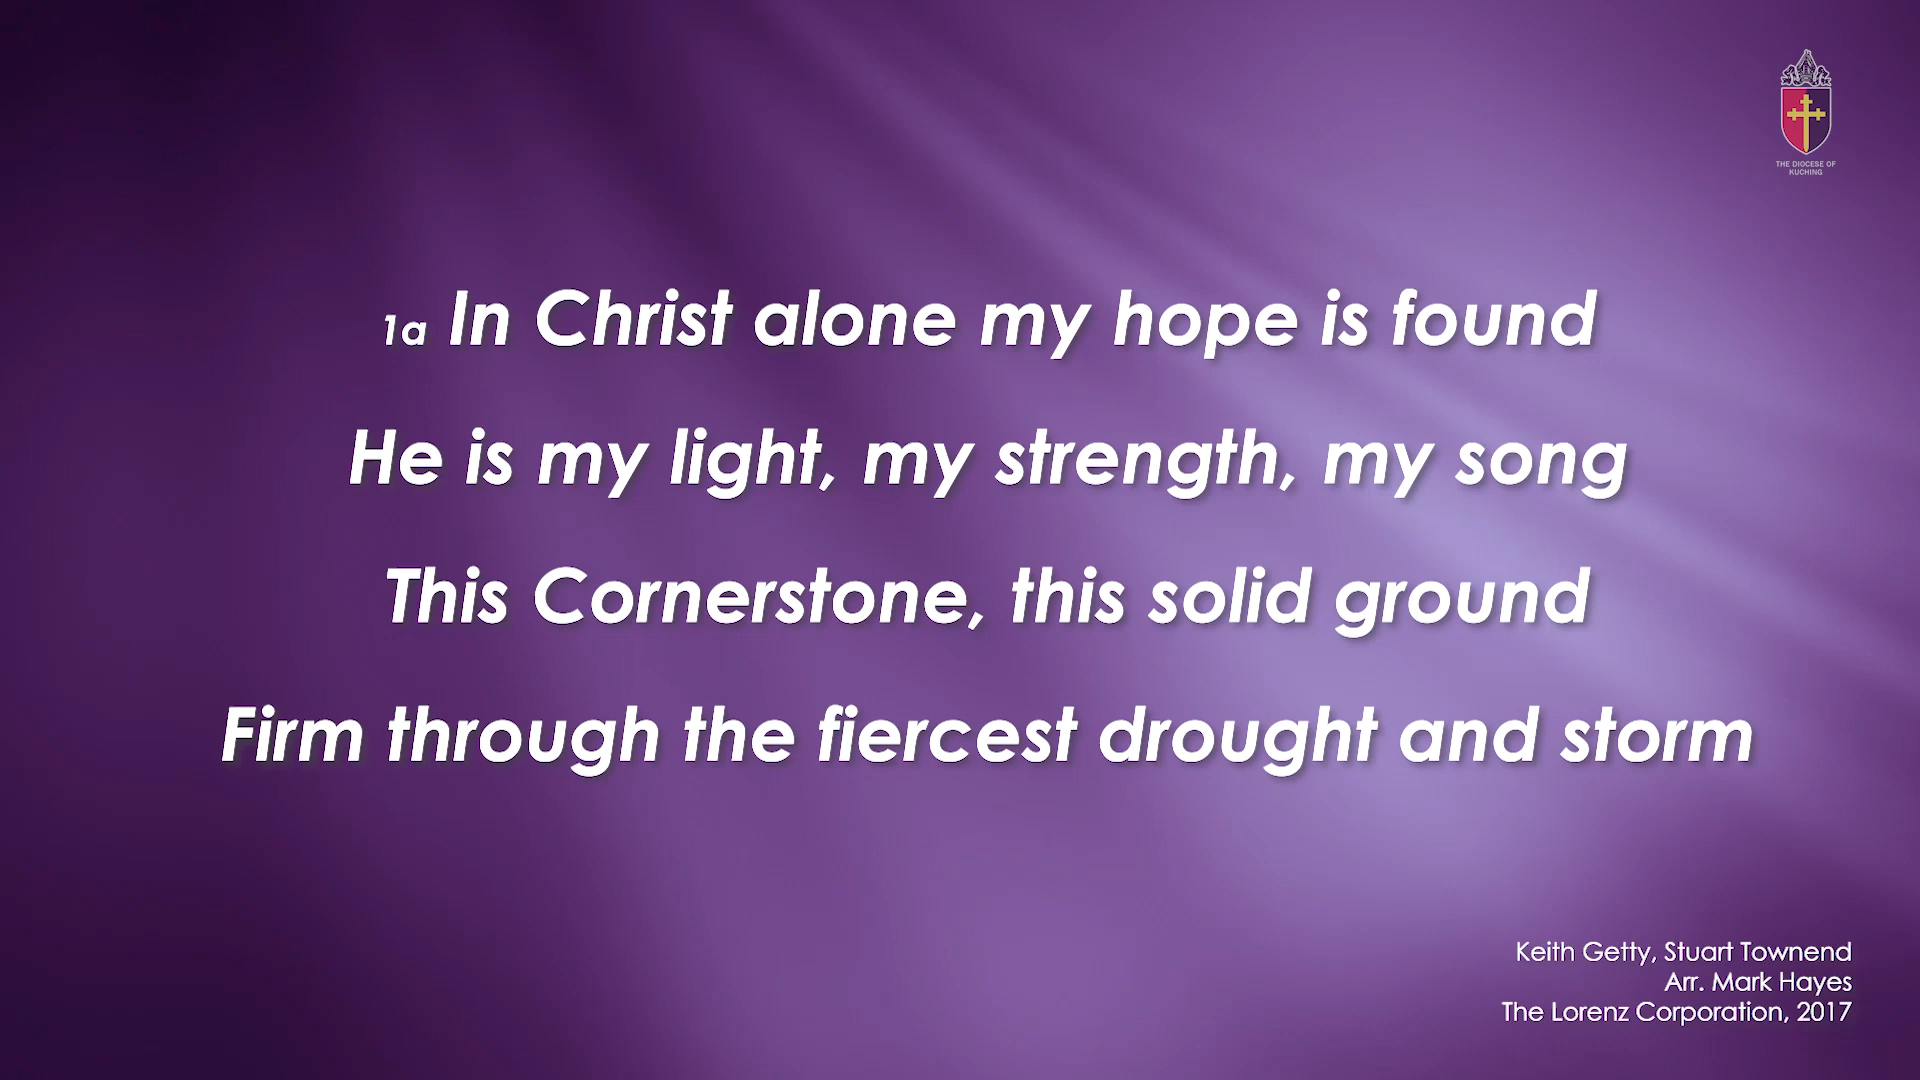 THE DIOCESE OF
KUCHING
1a In Christ alone my hope is found
He is my light, my strength, my song
This Cornerstone, this solid ground
Firm through the fiercest drought and storm
Keith Getty, Stuart Townend
Arr. Mark Hayes
The Lorenz Corporation, 2017